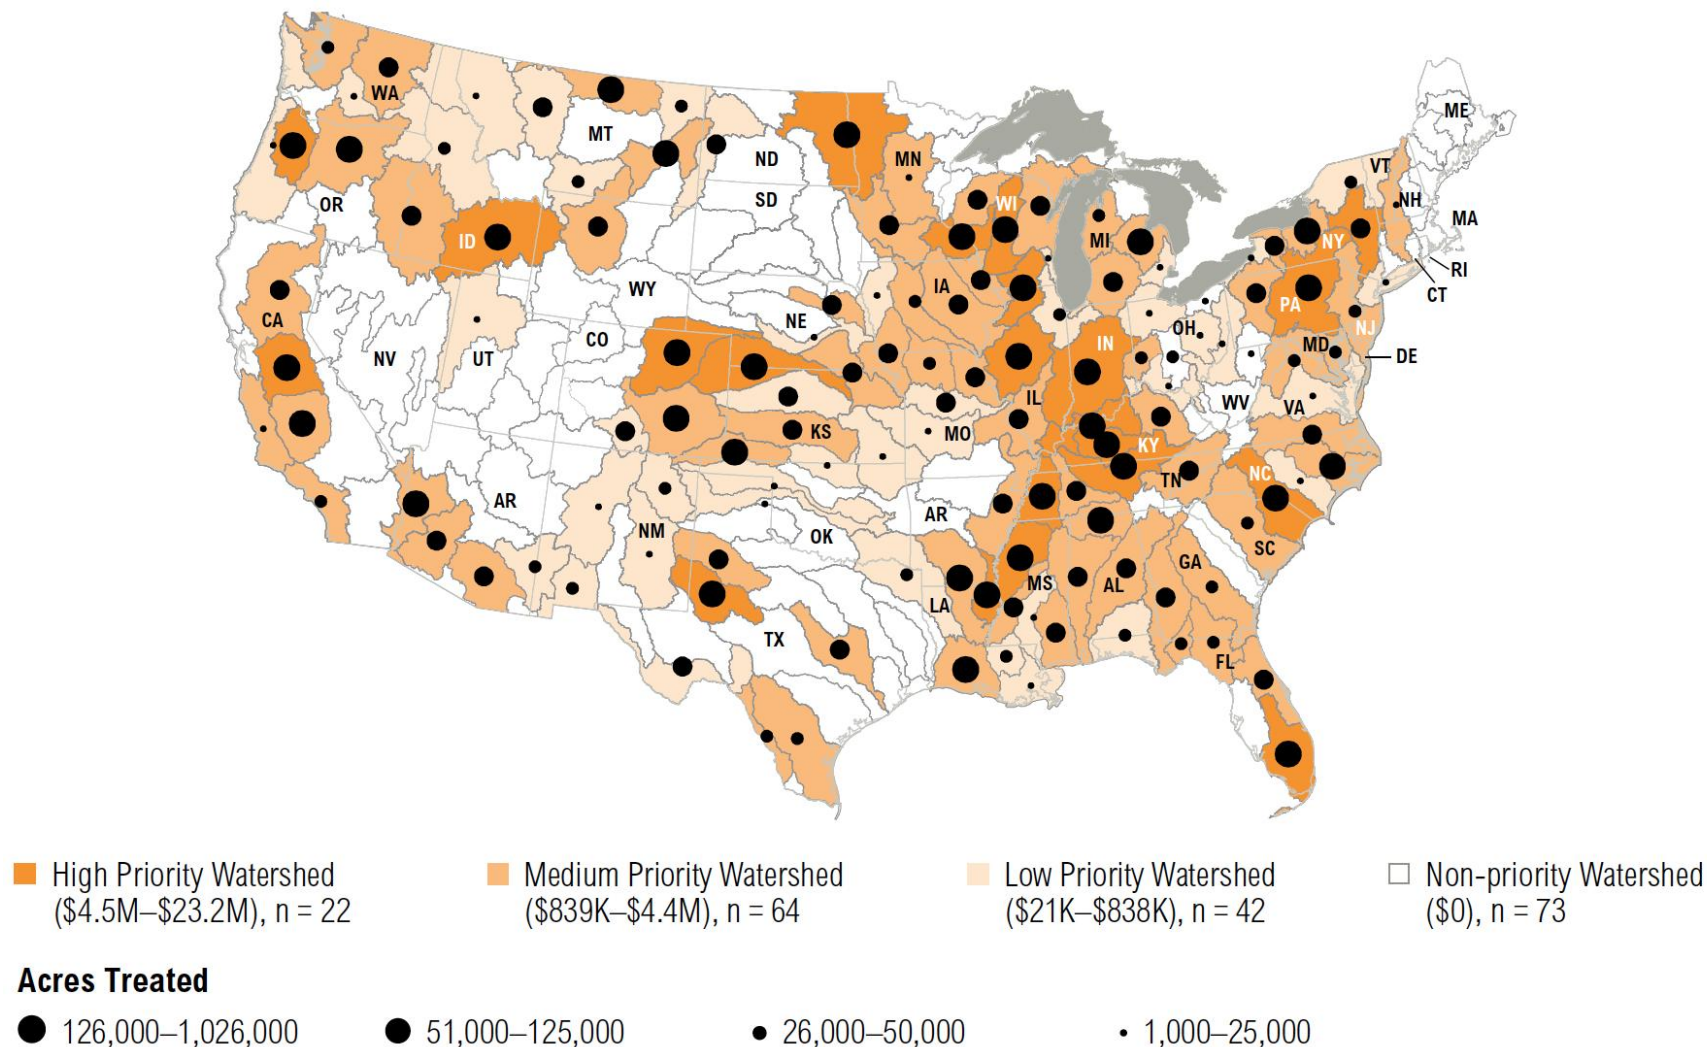 WA
MT
ND
MN
ME
VT
NH
MA
OR
SD
WI
ID
MI
NY
RI
CT
WY
IA
PA
NJ
CA
NE
OH
MD
DE
NV
UT
CO
IN
IL
WV
VA
KS
MO
KY
NC
TN
AR
NM
OK
AR
SC
GA
AL
MS
LA
TX
FL
High Priority Watershed
($4.5M–$23.2M), n = 22
Medium Priority Watershed
($839K–$4.4M), n = 64
Low Priority Watershed
($21K–$838K), n = 42
Non-priority Watershed
($0), n = 73
Acres Treated
126,000–1,026,000
51,000–125,000
26,000–50,000
1,000–25,000